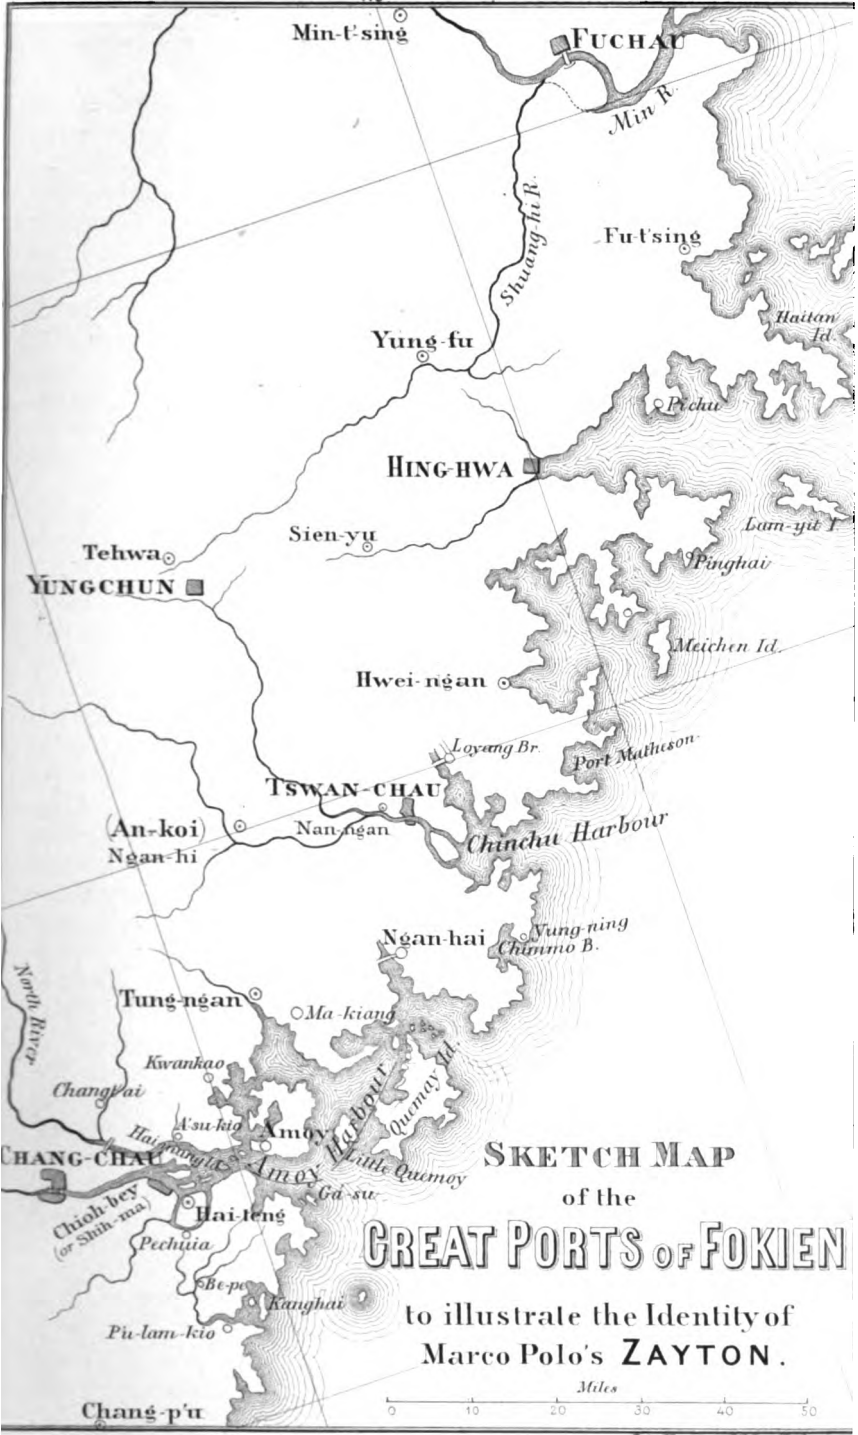 Min-t'sing
FUCHAU
Min R.
Shuang-hi R.
Fu-t'sing
Haitan
Id.
Yung-fu
Pichu
HING-HWA
Lam-yit I.
Sien-yu
Tehwa
Pinghai
YUNGCHUN
Meichen Id.
Hwei-ngan
Loyang Br.
Port Matheson
TSWAN-CHAU
(An-koi)
Nan-ngan
Ngan-hi
Chinchu Harbour
Ngan-hai
Yung-ning
Chimmo B.
North River
Tung-ngan
Ma-kiang
Kwankao
Quemay Id.
Changt'ai
A'su-kio
Amoy
CHANG-CHAU
Amoy Harbour
Little Quemoy
Ga-su
Chioh-bey
(or Shih-ma)
Hai-teng
Pechuia
Be-pe
Kanghai
Pu-lam-kio
Chang-p'u
SKETCH MAP
of the
GREAT PORTS OF FOKIEN
to illustrate the Identity of
Marco Polo's ZAYTON.
Miles
0 10 20 30 40 50